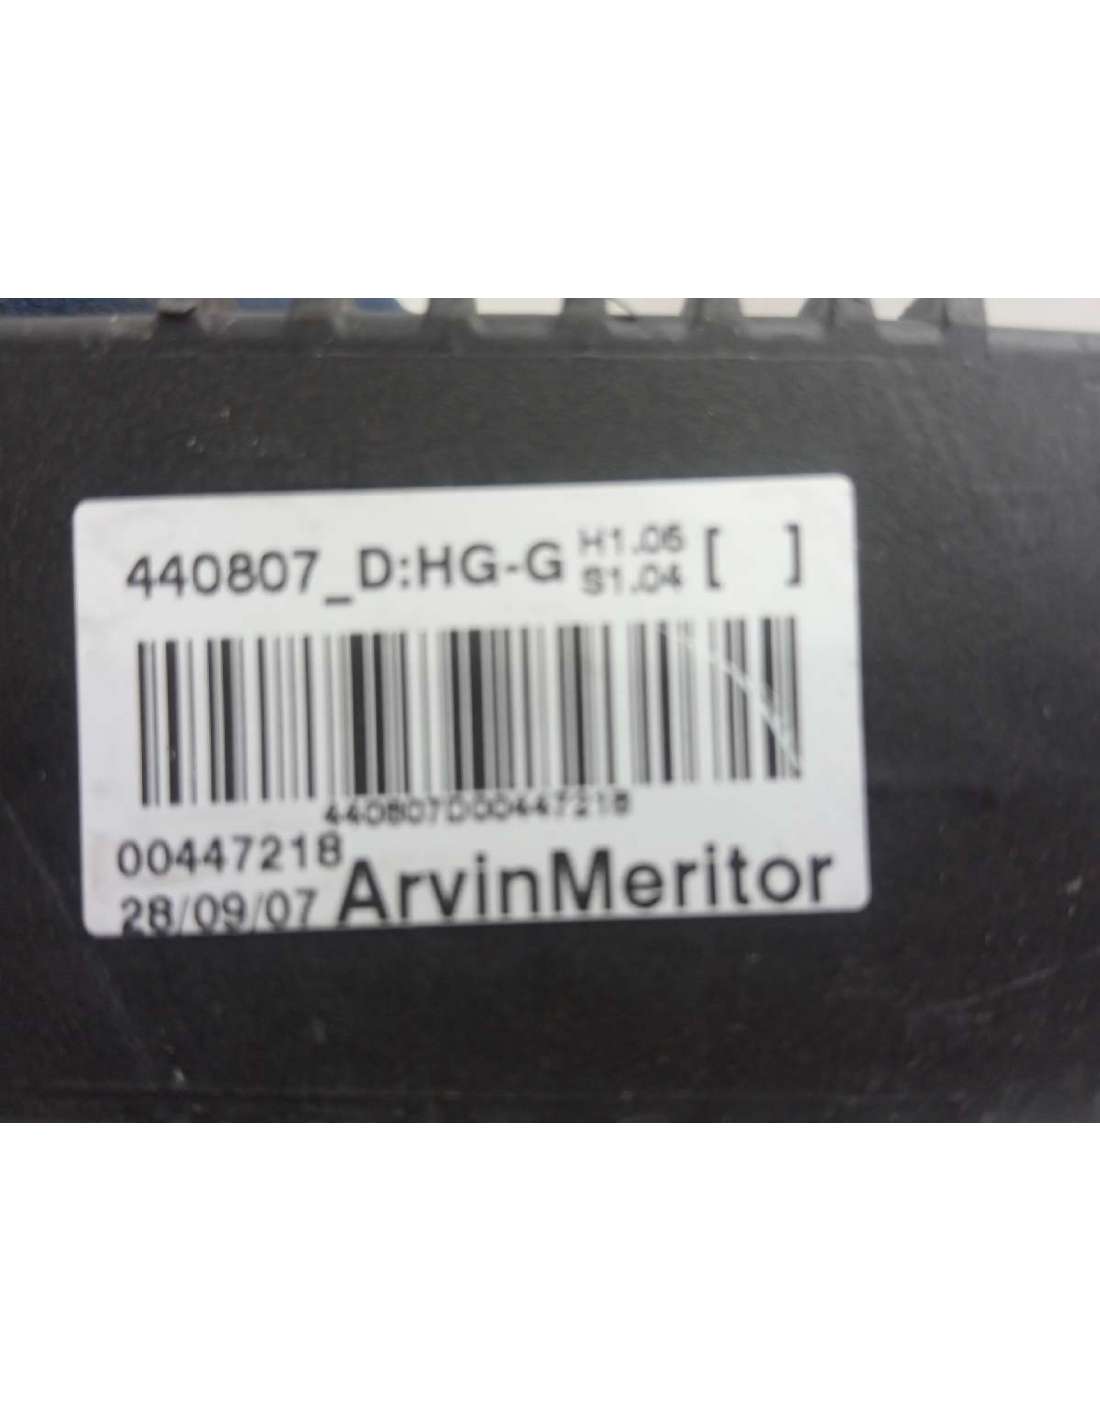 440807_D:HG-G H1.06 [ ]
S1.04
440807D00447218
00447218
28/09/07 ArvinMeritor